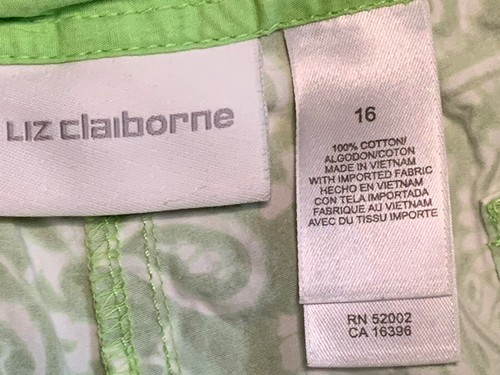 LIZ claiborne
16
100% COTTON/
ALGODON/COTON
MADE IN VIETNAM
WITH IMPORTED FABRIC
HECHO EN VIETNAM
CON TELA IMPORTADA
FABRIQUE AU VIETNAM
AVEC DU TISSU IMPORTE
RN 52002
CA 16396